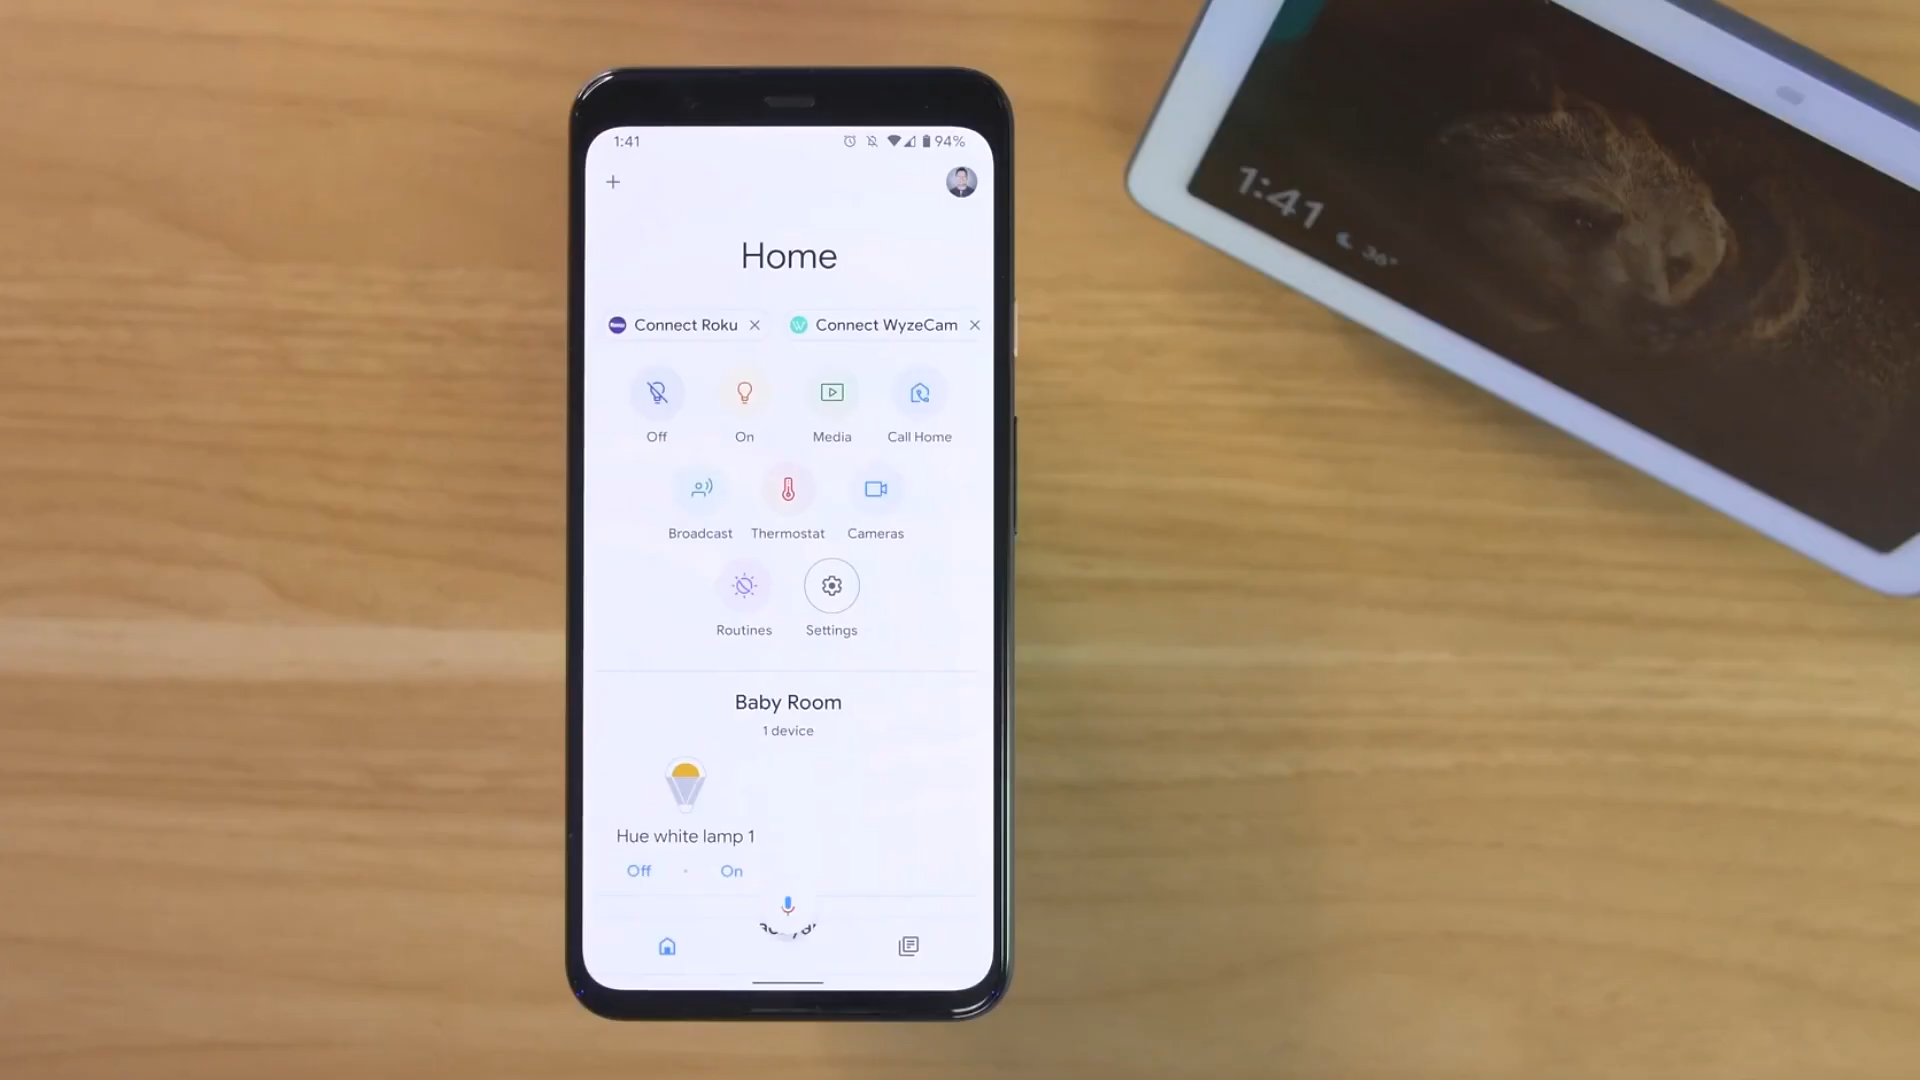 1:41
94%
Home
Connect Roku
Connect WyzeCam
Off
On
Media
Call Home
Broadcast
Thermostat
Cameras
Routines
Settings
Baby Room
1 device
Hue white lamp 1
Off
On
1:41